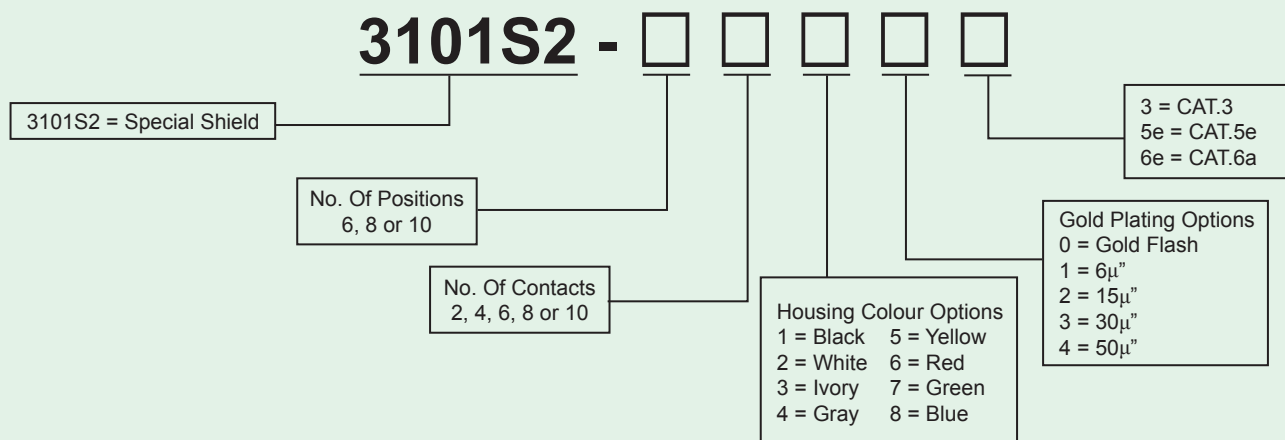 3101S2 - □ □ □ □ □
3101S2 = Special Shield
No. Of Positions
6, 8 or 10
No. Of Contacts
2, 4, 6, 8 or 10
Housing Colour Options
1 = Black 5 = Yellow
2 = White 6 = Red
3 = Ivory 7 = Green
4 = Gray 8 = Blue
Gold Plating Options
0 = Gold Flash
1 = 6μ”
2 = 15μ”
3 = 30μ”
4 = 50μ”
3 = CAT.3
5e = CAT.5e
6e = CAT.6a